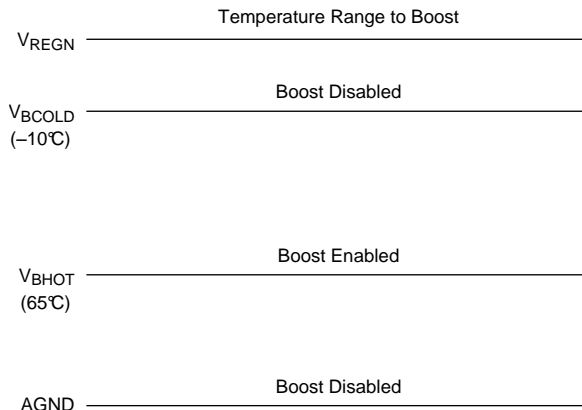 Temperature Range to Boost
VREGN
Boost Disabled
VBCOLD
(–10℃)
Boost Enabled
VBHOT
(65℃)
Boost Disabled
AGND